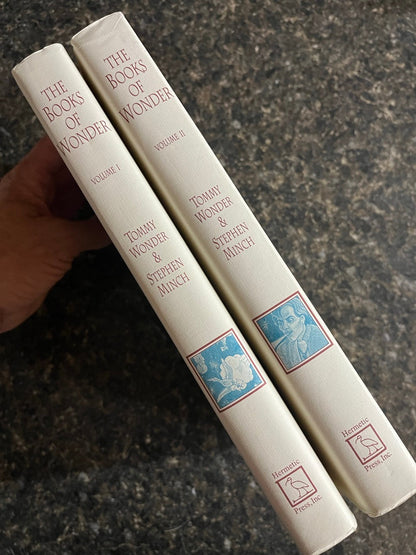 THE
BOOKS
OF
WONDER
VOLUME I
TOMMY
WONDER
&
STEPHEN
MINCH
Hermetic
Press, Inc.
THE
BOOKS
OF
WONDER
VOLUME II
TOMMY
WONDER
& STEPHEN
MINCH
Hermetic
Press, Inc.